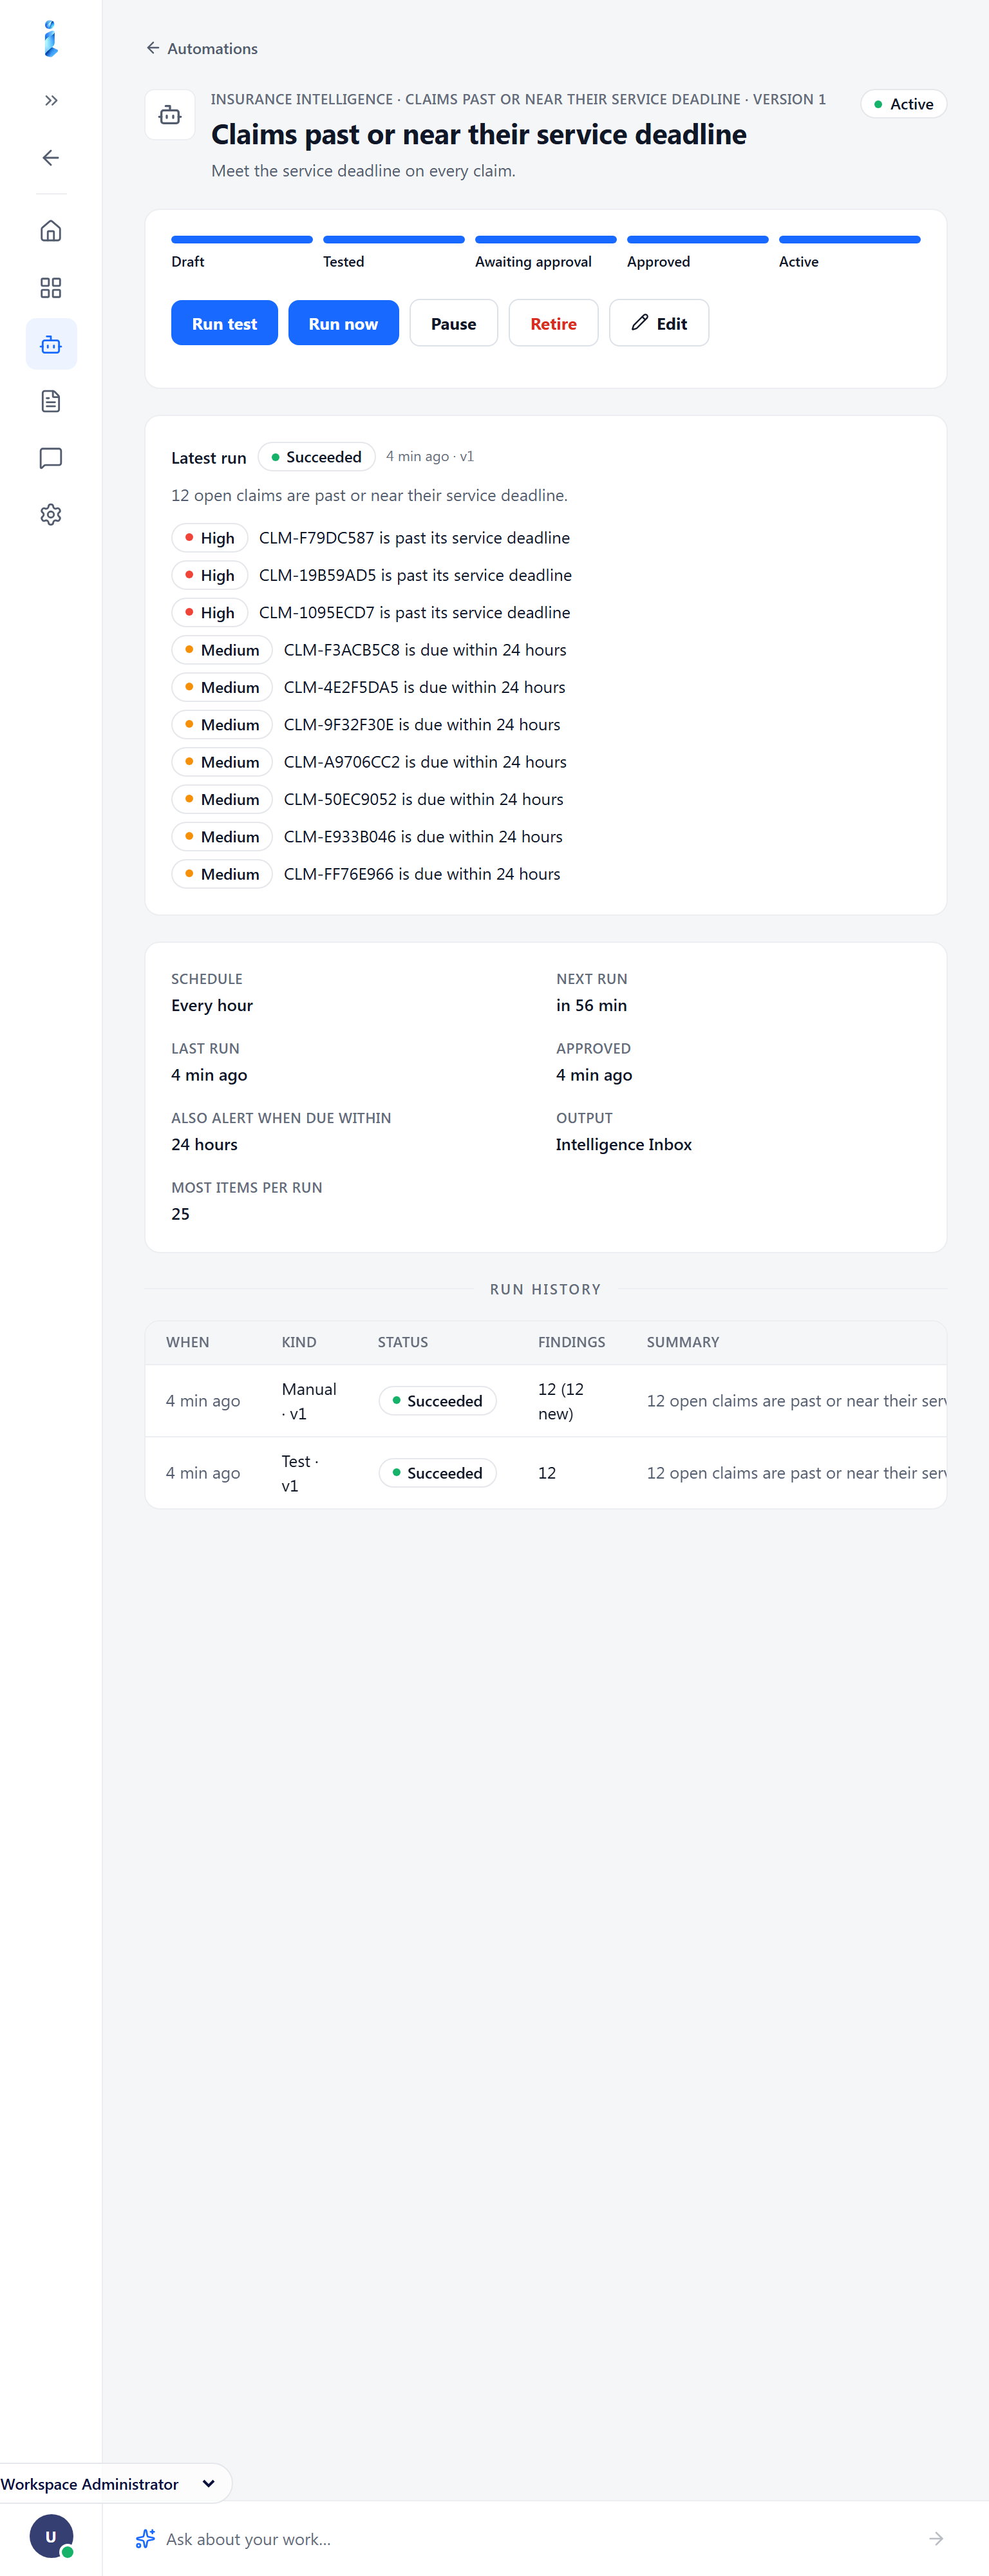 Automations
INSURANCE INTELLIGENCE · CLAIMS PAST OR NEAR THEIR SERVICE DEADLINE · VERSION 1
Active
Claims past or near their service deadline
Meet the service deadline on every claim.
Draft
Tested
Awaiting approval
Approved
Active
Run test
Run now
Pause
Retire
Edit
Latest run
Succeeded
4 min ago · v1
12 open claims are past or near their service deadline.
High CLM-F79DC587 is past its service deadline
High CLM-19B59AD5 is past its service deadline
High CLM-1095ECD7 is past its service deadline
Medium CLM-F3ACB5C8 is due within 24 hours
Medium CLM-4E2F5DA5 is due within 24 hours
Medium CLM-9F32F30E is due within 24 hours
Medium CLM-A9706CC2 is due within 24 hours
Medium CLM-50EC9052 is due within 24 hours
Medium CLM-E933B046 is due within 24 hours
Medium CLM-FF76E966 is due within 24 hours
SCHEDULE
Every hour
NEXT RUN
in 56 min
LAST RUN
4 min ago
APPROVED
4 min ago
ALSO ALERT WHEN DUE WITHIN
24 hours
OUTPUT
Intelligence Inbox
MOST ITEMS PER RUN
25
RUN HISTORY
WHEN KIND STATUS FINDINGS SUMMARY
4 min ago
Manual
· v1
Succeeded
12 (12
new)
12 open claims are past or near their serv
4 min ago
Test ·
v1
Succeeded
12
12 open claims are past or near their serv
Workspace Administrator
U
Ask about your work...